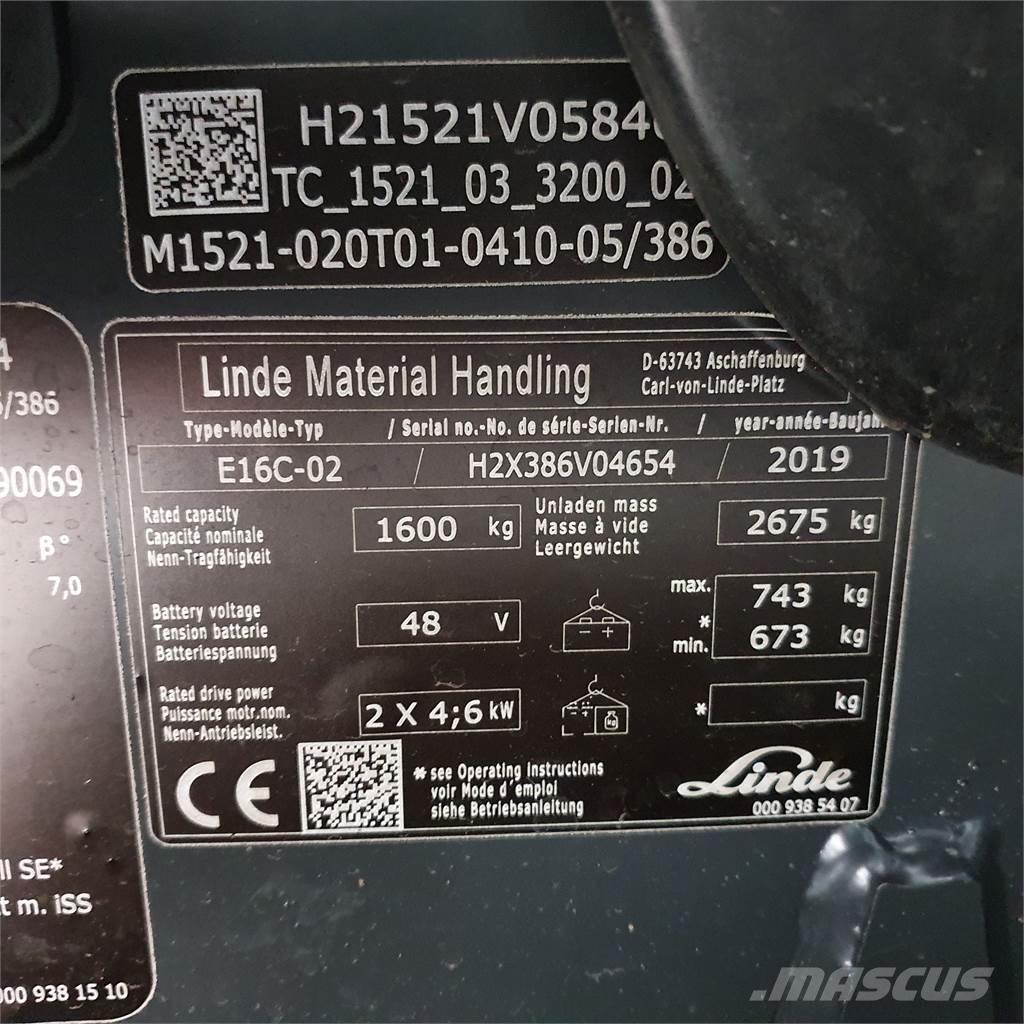 H21521V0584
TC_1521_03_3200_02
M1521-020T01-0410-05/386
4
/386
90069
β°
7,0
II SE*
t m. iSS
000 938 15 10
Linde Material Handling
D-63743 Aschaffenburg
Carl-von-Linde-Platz
Type-Modèle-Typ / Serial no.-No. de série-Serien-Nr. / year-année-Baujahr
E16C-02 / H2X386V04654 / 2019
Rated capacity
Capacité nominale
Nenn-Tragfähigkeit
1600 kg
Unladen mass
Masse à vide
Leergewicht
2675 kg
Battery voltage
Tension batterie
Batteriespannung
48 V
- +
max. 743 kg
*
min. 673 kg
Rated drive power
Puissance motr.nom.
Nenn-Antriebsleist.
2 X 4;6 kW
kg
* kg
CE
* see Operating instructions
voir Mode d'emploi
siehe Betriebsanleitung
Linde
000 938 54 07
MASCUS